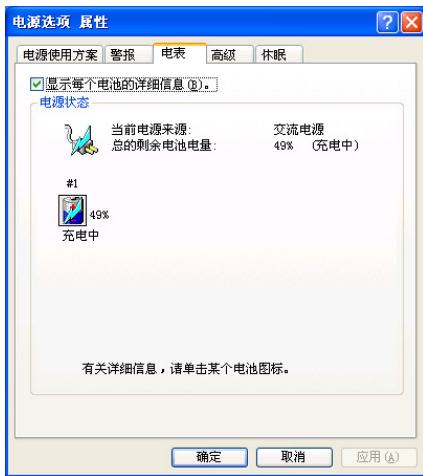 电源选项 属性
电源使用方案 警报 电表 高级 休眠
显示每个电池的详细信息(B)。
电源状态
当前电源来源: 交流电源
总的剩余电池电量: 49% (充电中)
#1
49%
充电中
有关详细信息，请单击某个电池图标。
确定 取消 应用(A)